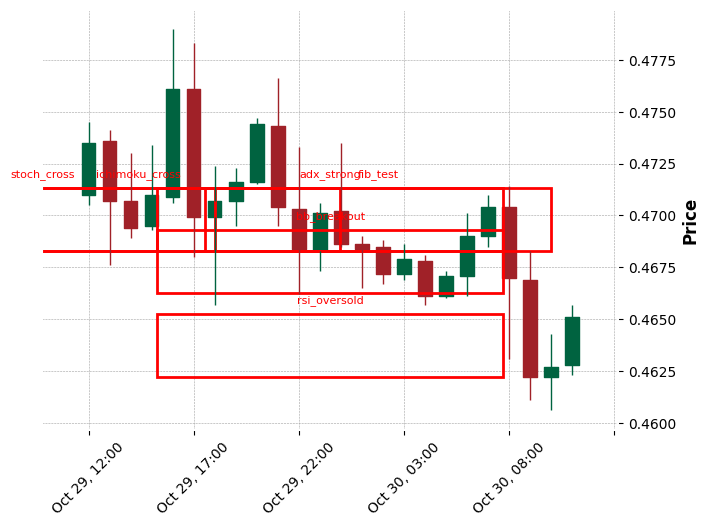 0.4775
0.4750
0.4725
0.4700
0.4675
0.4650
0.4625
0.4600
Price
stoch_cross
ichimoku_cross
adx_strong
fib_test
rsi_oversold
Oct 29, 12:00
Oct 29, 17:00
Oct 29, 22:00
Oct 30, 03:00
Oct 30, 08:00